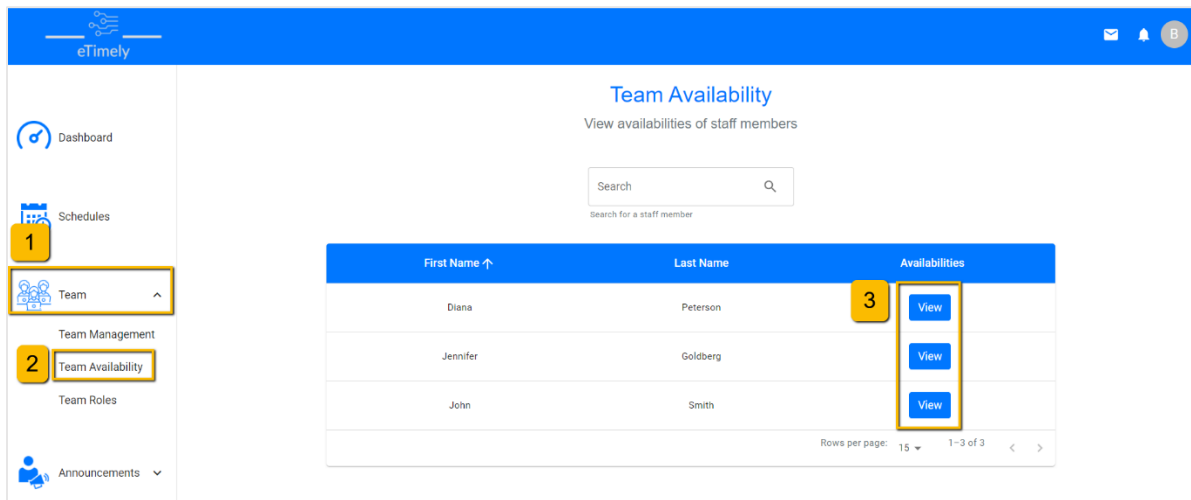 eTimely
B
Team Availability
View availabilities of staff members
Dashboard
Search
Search for a staff member
Schedules
1
First Name Last Name Availabilities
Team
Diana Peterson 3 View
Team Management
2 Team Availability
Jennifer Goldberg View
Team Roles
John Smith View
Rows per page: 15 1–3 of 3
Announcements